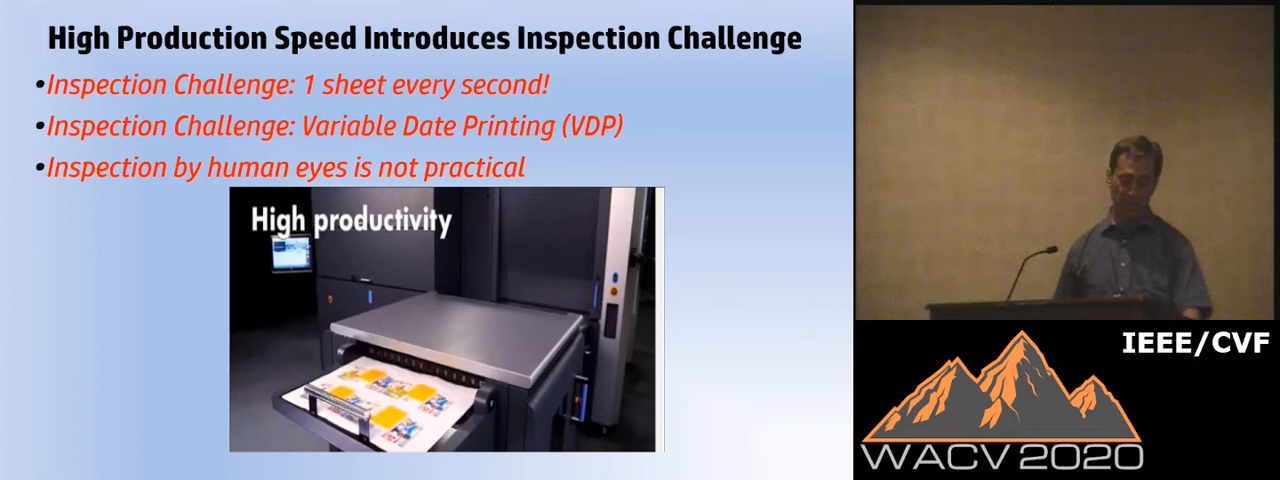 High Production Speed Introduces Inspection Challenge
•Inspection Challenge: 1 sheet every second!
•Inspection Challenge: Variable Date Printing (VDP)
•Inspection by human eyes is not practical
High productivity
IEEE/CVF
WACV 2020